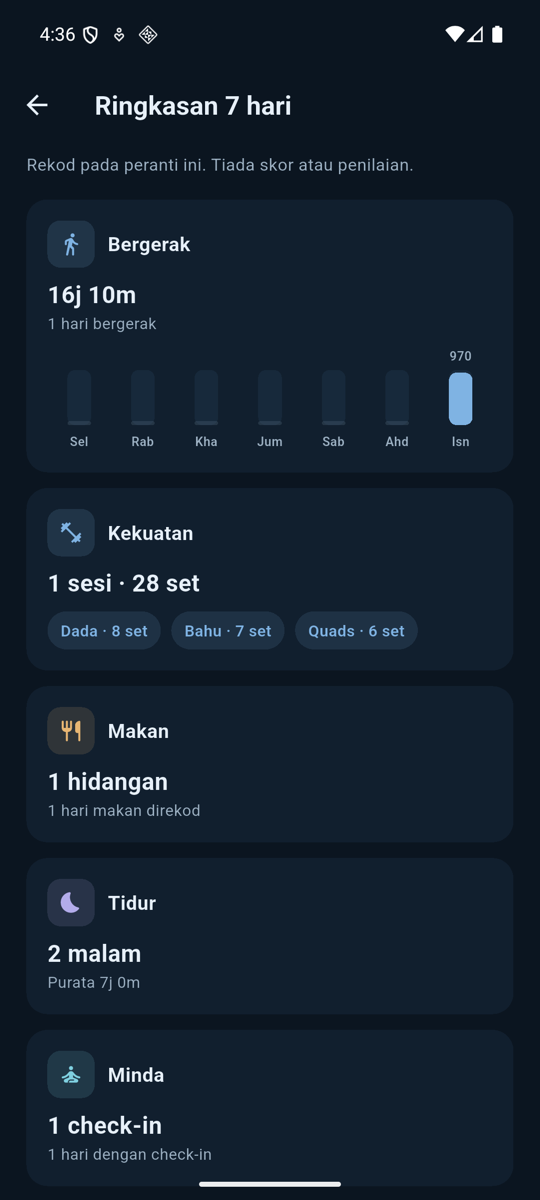 4:36
Ringkasan 7 hari
Rekod pada peranti ini. Tiada skor atau penilaian.
Bergerak
16j 10m
1 hari bergerak
970
Sel Rab Kha Jum Sab Ahd Isn
Kekuatan
1 sesi · 28 set
Dada · 8 set Bahu · 7 set Quads · 6 set
Makan
1 hidangan
1 hari makan direkod
Tidur
2 malam
Purata 7j 0m
Minda
1 check-in
1 hari dengan check-in